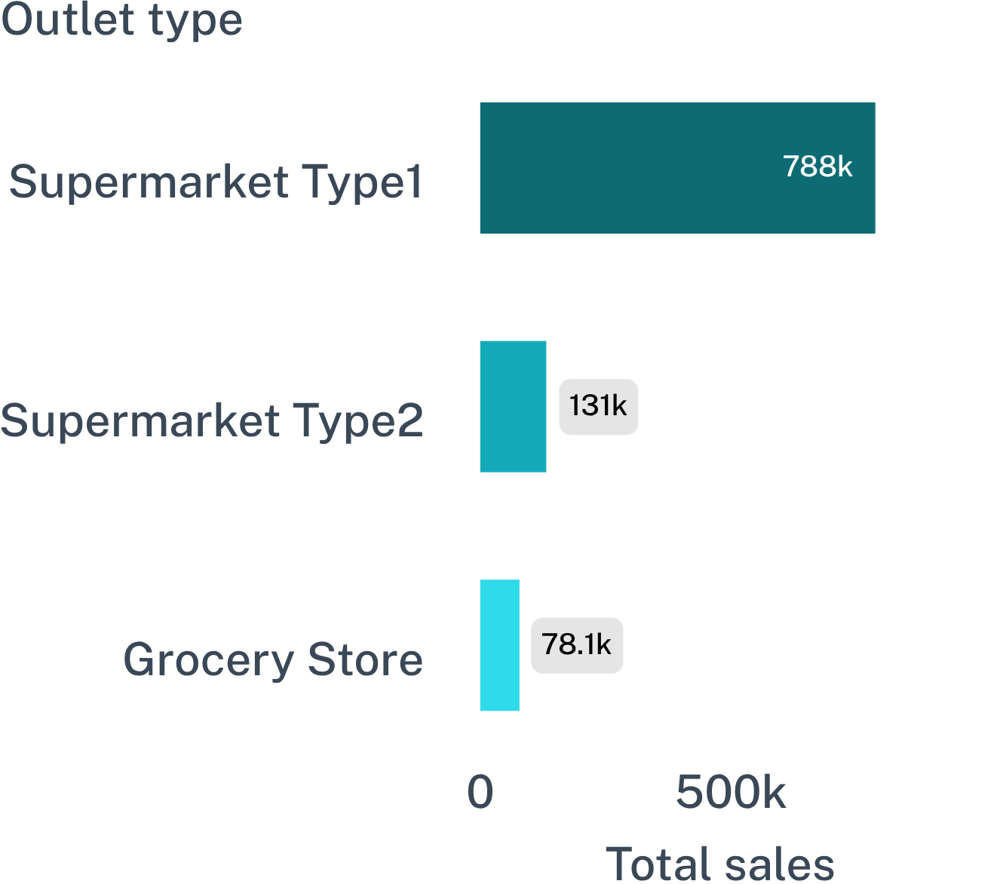 Outlet type
Supermarket Type1
788k
Supermarket Type2
131k
Grocery Store
78.1k
0
500k
Total sales